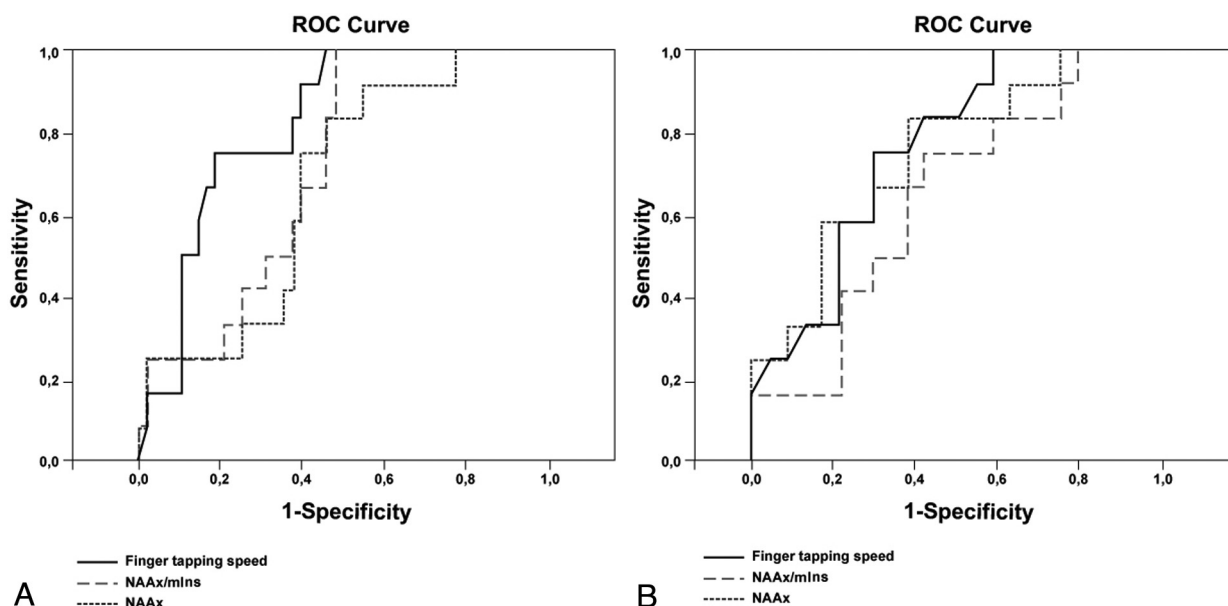 ROC Curve
1,0
0,8
0,6
0,4
0,2
0,0
Sensitivity
0,0 0,2 0,4 0,6 0,8 1,0
1-Specificity
Finger tapping speed
NAAx/mIns
NAAx
A
ROC Curve
1,0
0,8
0,6
0,4
0,2
0,0
Sensitivity
0,0 0,2 0,4 0,6 0,8 1,0
1-Specificity
Finger tapping speed
NAAx/mIns
NAAx
B